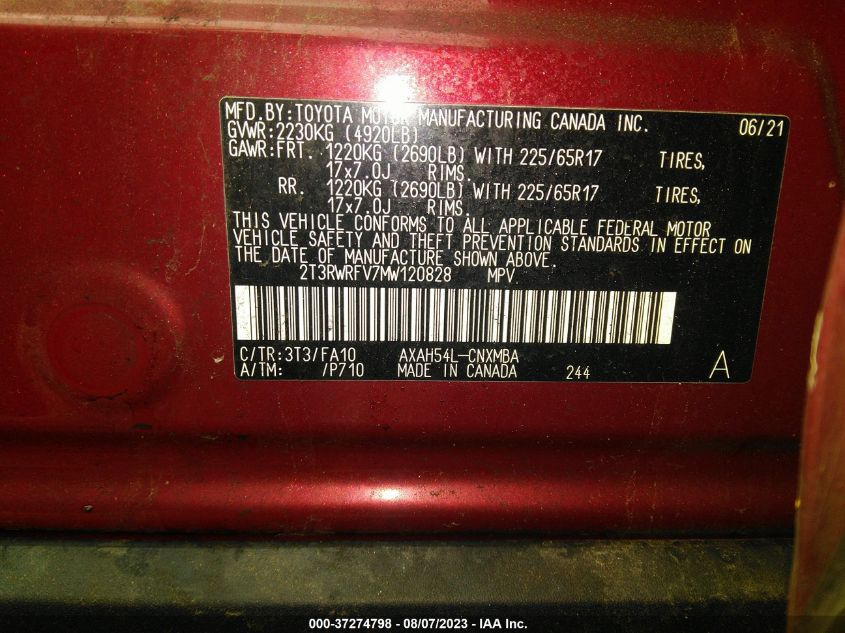 MFD.BY:TOYOTA MOTOR MANUFACTURING CANADA INC. 06/21
GVWR:2230KG (4920LB)
GAWR:FRT. 1220KG (2690LB) WITH 225/65R17 TIRES,
17x7.0J RIMS.
RR. 1220KG (2690LB) WITH 225/65R17 TIRES,
17x7.0J RIMS.
THIS VEHICLE CONFORMS TO ALL APPLICABLE FEDERAL MOTOR
VEHICLE SAFETY AND THEFT PREVENTION STANDARDS IN EFFECT ON
THE DATE OF MANUFACTURE SHOWN ABOVE.
2T3RWRFV7MW120828 MPV
C/TR:3T3/FA10 AXAH54L-CNXMBA
A/TM: /P710 MADE IN CANADA 244 A
000-37274798 - 08/07/2023 - IAA Inc.